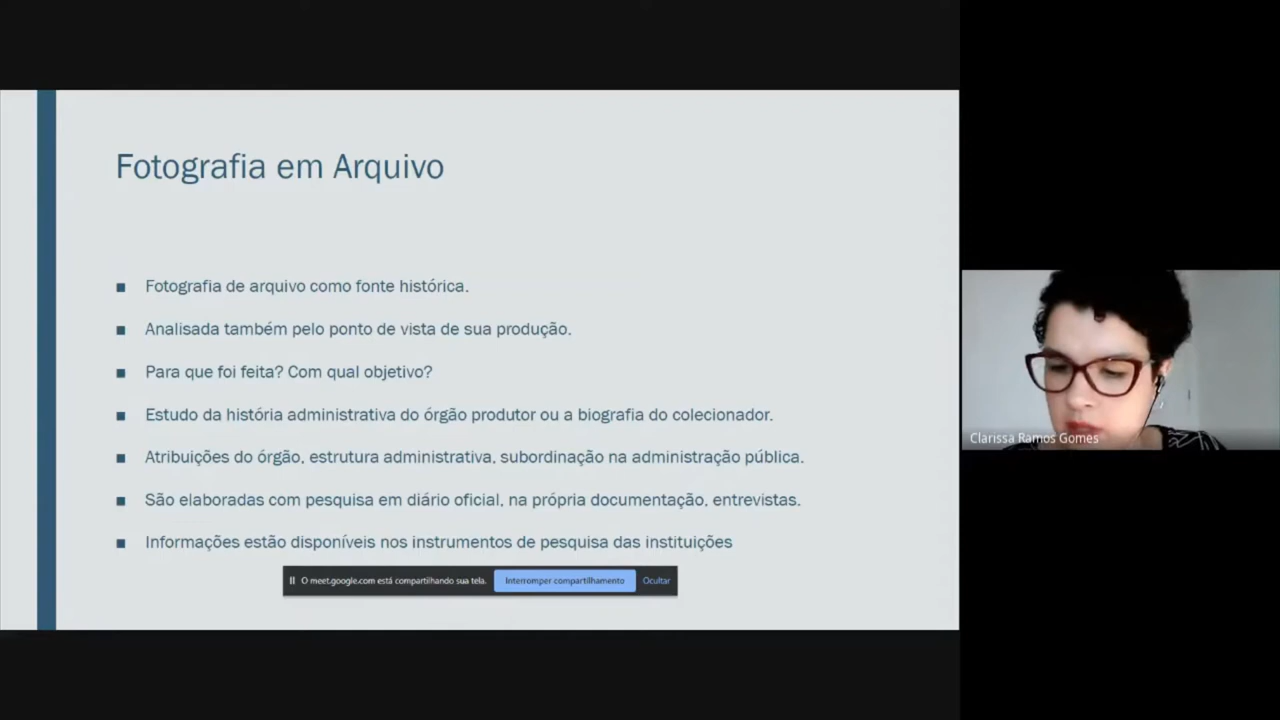 Fotografia em Arquivo
Fotografia de arquivo como fonte histórica.
Analisada também pelo ponto de vista de sua produção.
Para que foi feita? Com qual objetivo?
Estudo da história administrativa do órgão produtor ou a biografia do colecionador.
Atribuições do órgão, estrutura administrativa, subordinação na administração pública.
São elaboradas com pesquisa em diário oficial, na própria documentação, entrevistas.
Informações estão disponíveis nos instrumentos de pesquisa das instituições
O meet.google.com está compartilhando sua tela. Interromper compartilhamento Ocultar
Clarissa Ramos Gomes